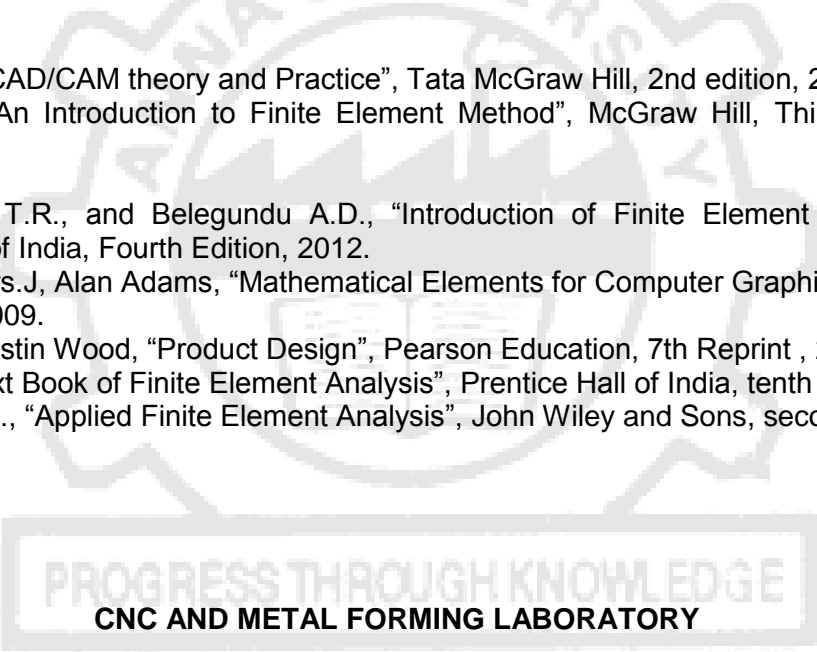 CAD/CAM theory and Practice”, Tata McGraw Hill, 2nd edition, 2
An Introduction to Finite Element Method”, McGraw Hill, Thi
T.R., and Belegundu A.D., “Introduction of Finite Element
of India, Fourth Edition, 2012.
rs.J, Alan Adams, “Mathematical Elements for Computer Graphi
009.
stin Wood, “Product Design”, Pearson Education, 7th Reprint , 2
xt Book of Finite Element Analysis”, Prentice Hall of India, tenth
., “Applied Finite Element Analysis”, John Wiley and Sons, seco
PROGRESS THROUGH KNOWLEDGE
CNC AND METAL FORMING LABORATORY